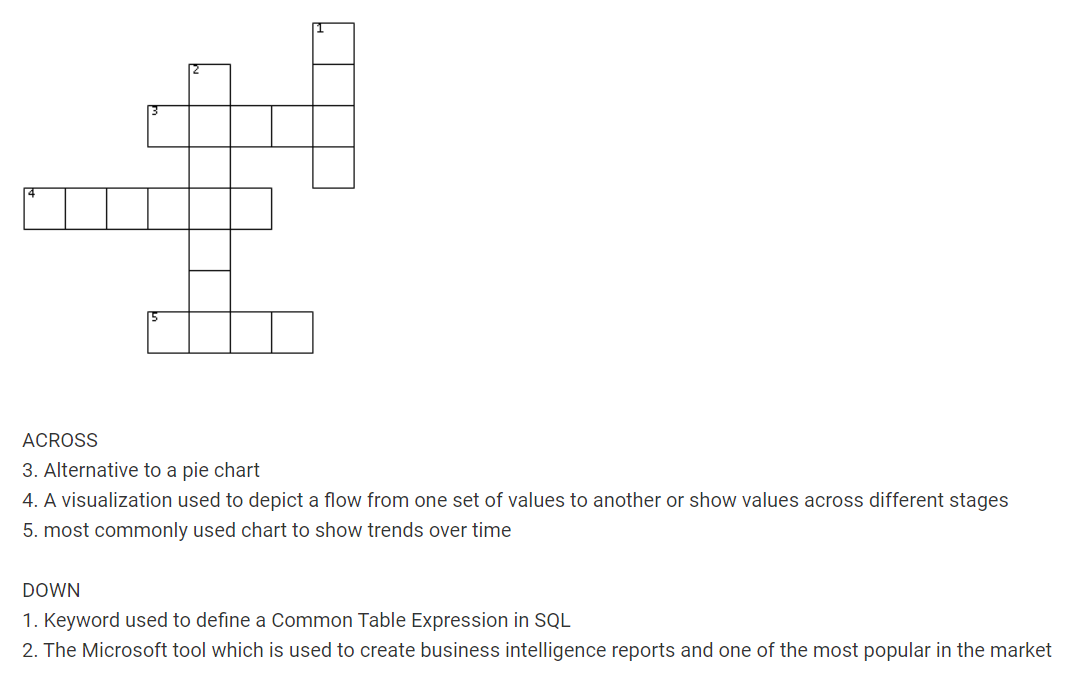 1
2
3
4
5
ACROSS
3. Alternative to a pie chart
4. A visualization used to depict a flow from one set of values to another or show values across different stages
5. most commonly used chart to show trends over time
DOWN
1. Keyword used to define a Common Table Expression in SQL
2. The Microsoft tool which is used to create business intelligence reports and one of the most popular in the market